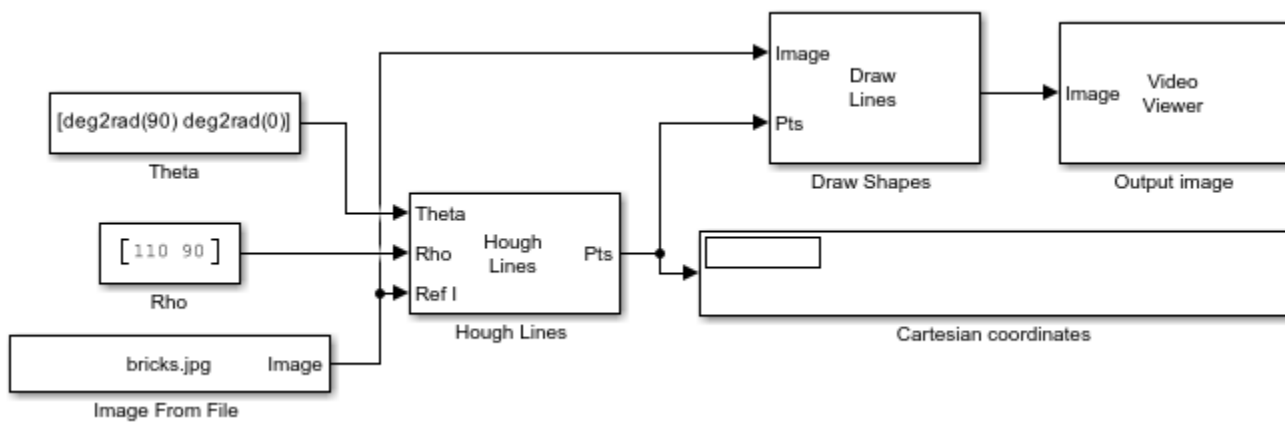 Image
Draw
Lines
Pts
Draw Shapes
Image
Video
Viewer
Output image
[deg2rad(90) deg2rad(0)]
Theta
[110 90]
Rho
Theta
Rho
Ref I
Hough
Lines
Pts
Hough Lines
Cartesian coordinates
bricks.jpg
Image
Image From File